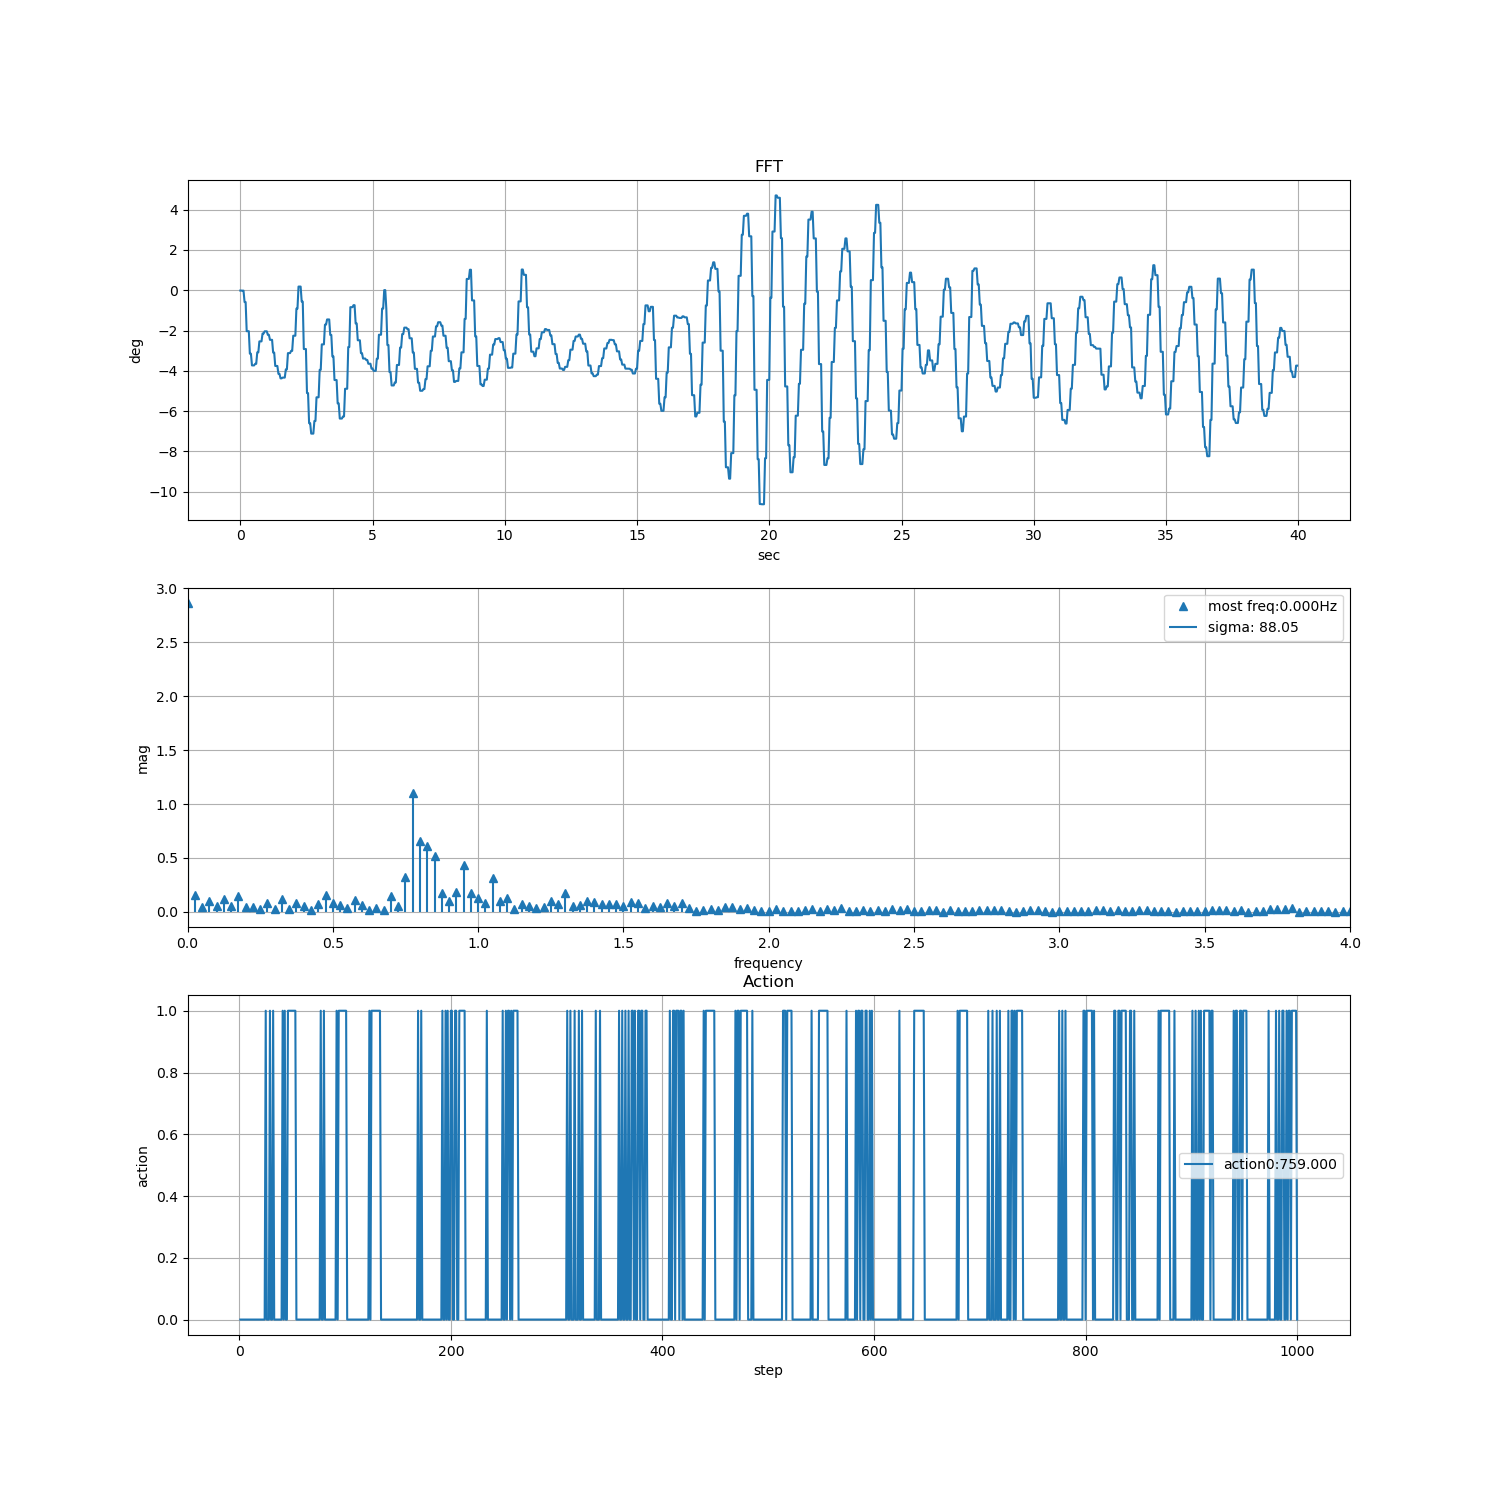 FFT
4
2
0
−2
−4
−6
−8
−10
deg
0 5 10 15 20 25 30 35 40
sec
3.0
2.5
2.0
1.5
1.0
0.5
0.0
mag
most freq:0.000Hz
sigma: 88.05
0.0 0.5 1.0 1.5 2.0 2.5 3.0 3.5 4.0
frequency
Action
1.0
0.8
0.6
0.4
0.2
0.0
action
action0:759.000
0 200 400 600 800 1000
step